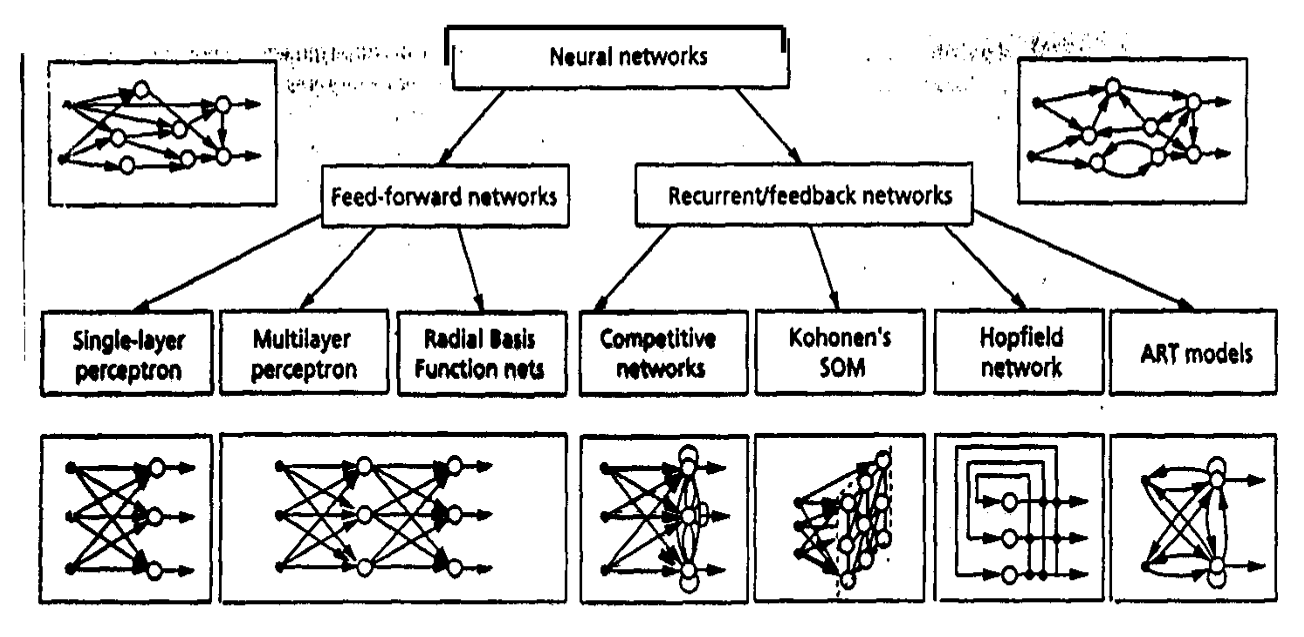 Neural networks
Feed-forward networks
Recurrent/feedback networks
Single-layer
perceptron
Multilayer
perceptron
Radial Basis
Function nets
Competitive
networks
Kohonen's
SOM
Hopfield
network
ART models